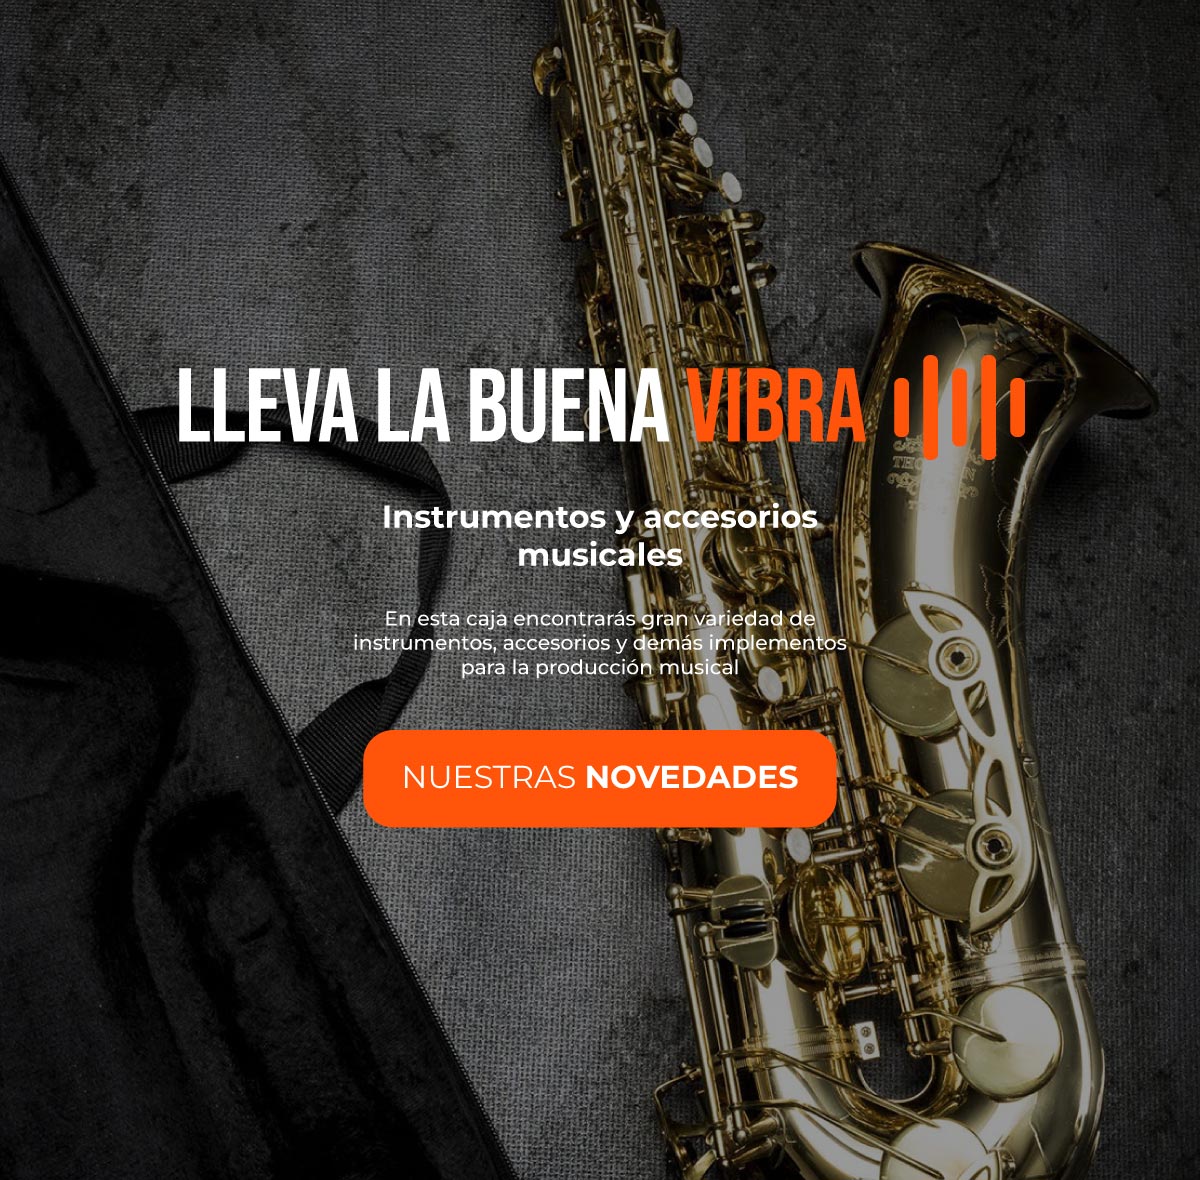 LLEVA LA BUENA VIBRA
Instrumentos y accesorios
musicales
En esta caja encontrarás gran variedad de
instrumentos, accesorios y demás implementos
para la producción musical
NUESTRAS NOVEDADES